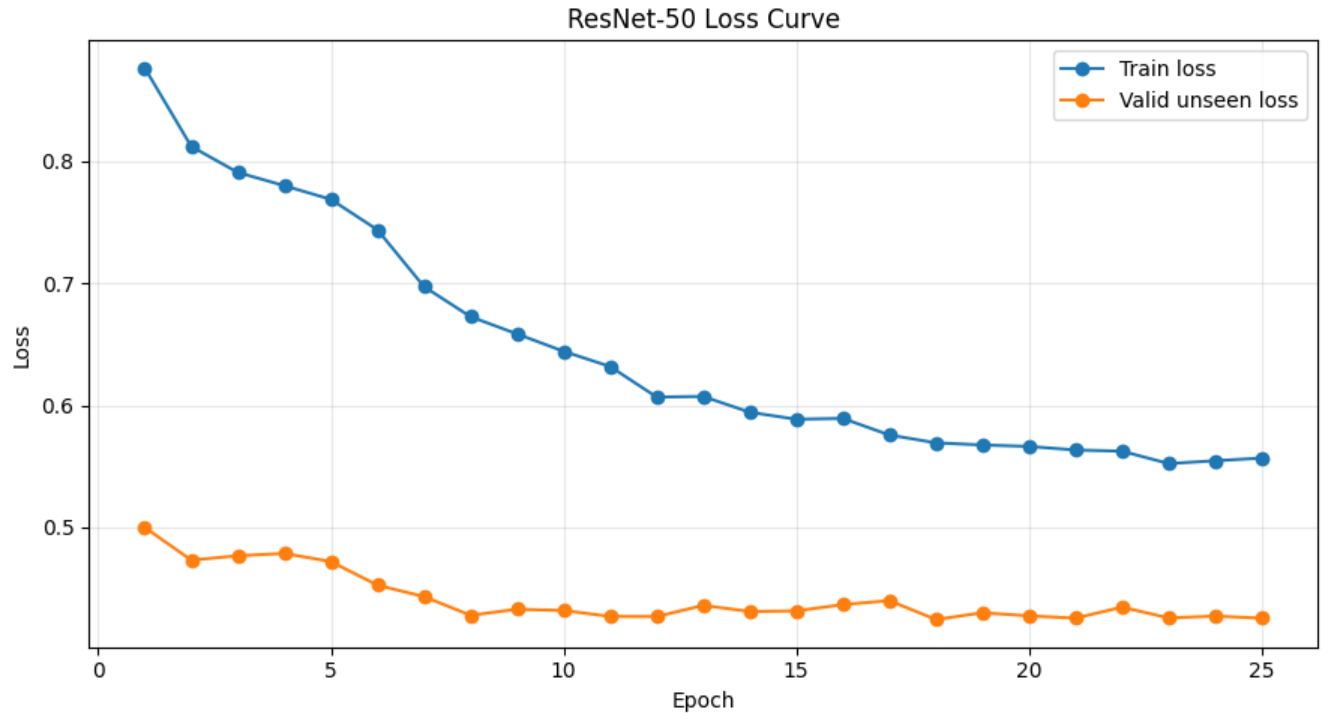 ResNet-50 Loss Curve
Train loss
Valid unseen loss
0.8
0.7
0.6
0.5
Loss
0 5 10 15 20 25
Epoch